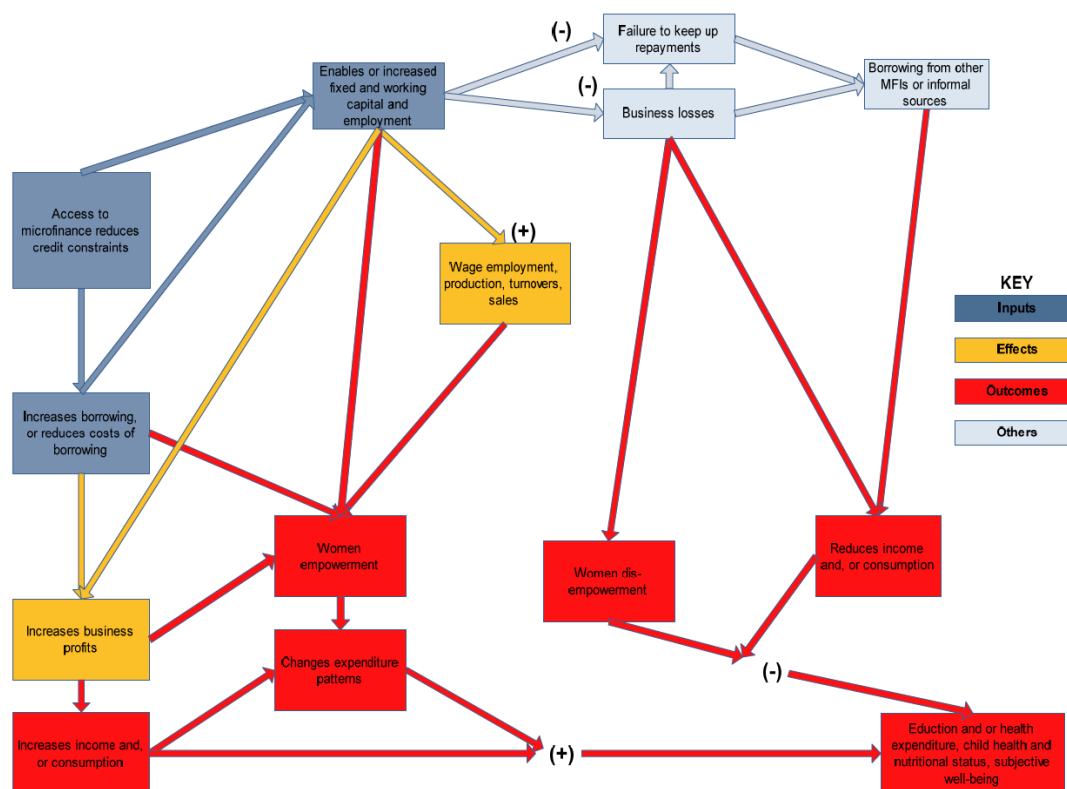 (-)
Failure to keep up
repayments
Enables or increased
fixed and working
capital and
employment
(-)
Business losses
Borrowing from other
MFIs or informal
sources
Access to
microfinance reduces
credit constraints
(+)
Wage employment,
production, turnovers,
sales
KEY
Inputs
Effects
Outcomes
Others
Increases borrowing,
or reduces costs of
borrowing
Women
empowerment
Women dis-
empowerment
Reduces income
and, or consumption
Increases business
profits
Changes expenditure
patterns
(-)
Increases income and,
or consumption
(+)
Eduction and or health
expenditure, child health and
nutritional status, subjective
well-being